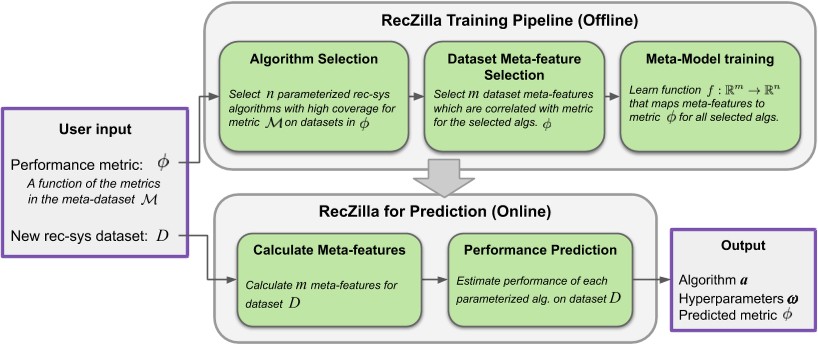 RecZilla Training Pipeline (Offline)
Algorithm Selection
Select n parameterized rec-sys
algorithms with high coverage for
metric ℳ on datasets in ϕ
Dataset Meta-feature
Selection
Select m dataset meta-features
which are correlated with metric
for the selected algs. ϕ
Meta-Model training
Learn function f : ℝᵐ → ℝⁿ
that maps meta-features to
metric ϕ for all selected algs.
User input
Performance metric: ϕ
A function of the metrics
in the meta-dataset ℳ
New rec-sys dataset: D
RecZilla for Prediction (Online)
Calculate Meta-features
Calculate m meta-features for
dataset D
Performance Prediction
Estimate performance of each
parameterized alg. on dataset D
Output
Algorithm a
Hyperparameters ω
Predicted metric ϕ